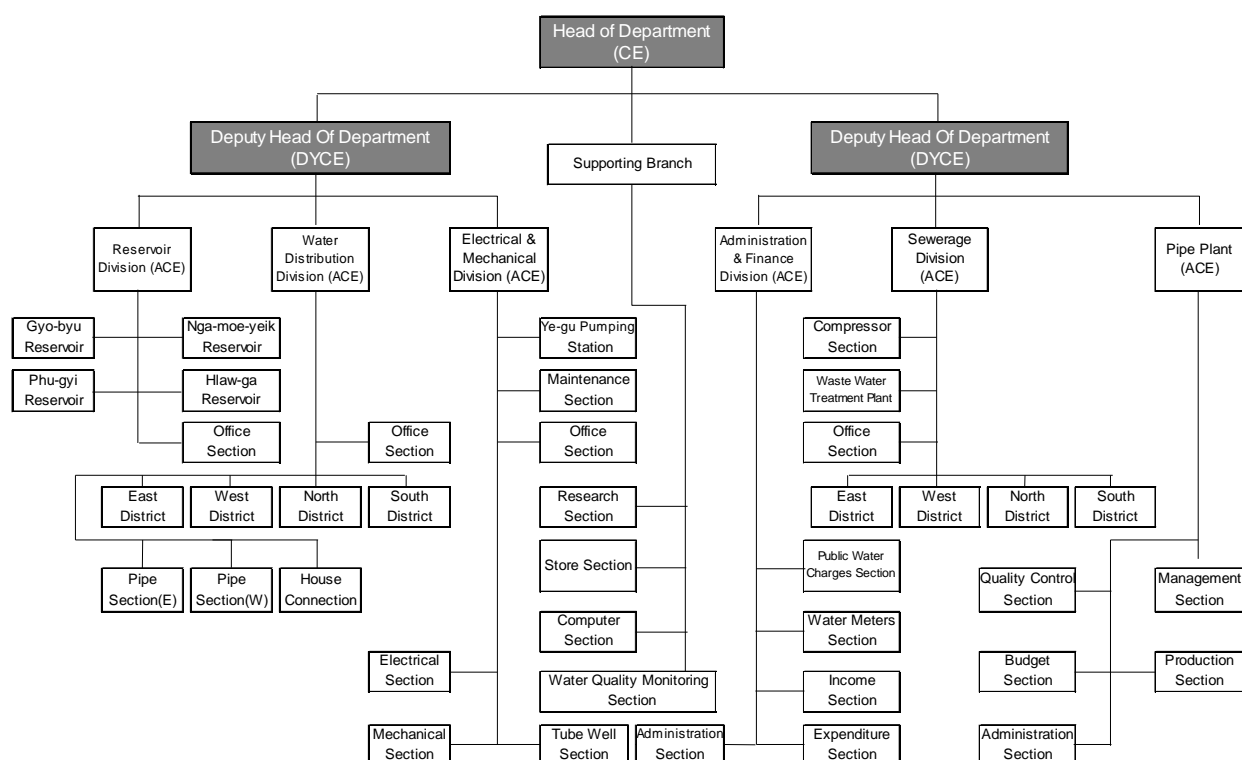 Head of Department
(CE)
Deputy Head Of Department
(DYCE)
Supporting Branch
Deputy Head Of Department
(DYCE)
Reservoir
Division (ACE)
Water
Distribution
Division (ACE)
Electrical &
Mechanical
Division (ACE)
Administration
& Finance
Division (ACE)
Sewerage
Division
(ACE)
Pipe Plant
(ACE)
Gyo-byu
Reservoir
Nga-moe-yeik
Reservoir
Ye-gu Pumping
Station
Compressor
Section
Phu-gyi
Reservoir
Hlaw-ga
Reservoir
Maintenance
Section
Waste Water
Treatment Plant
Office
Section
Office
Section
Office
Section
Office
Section
East
District
West
District
North
District
South
District
Research
Section
East
District
West
District
North
District
South
District
Pipe
Section(E)
Pipe
Section(W)
House
Connection
Store Section
Public Water
Charges Section
Quality Control
Section
Management
Section
Computer
Section
Water Meters
Section
Electrical
Section
Water Quality Monitoring
Section
Income
Section
Budget
Section
Production
Section
Mechanical
Section
Tube Well
Section
Administration
Section
Expenditure
Section
Administration
Section